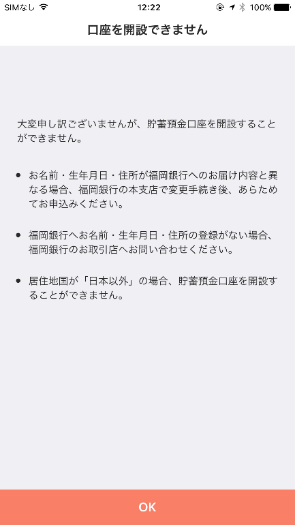 SIMなし 12:22 100%
口座を開設できません
大変申し訳ございませんが、貯蓄預金口座を開設すること
ができません。
• お名前・生年月日・住所が福岡銀行へのお届け内容と異
なる場合、福岡銀行の本支店で変更手続き後、あらため
てお申込みください。
• 福岡銀行へお名前・生年月日・住所の登録がない場合、
福岡銀行のお取引店へお問い合わせください。
• 居住地国が「日本以外」の場合、貯蓄預金口座を開設す
ることができません。
OK